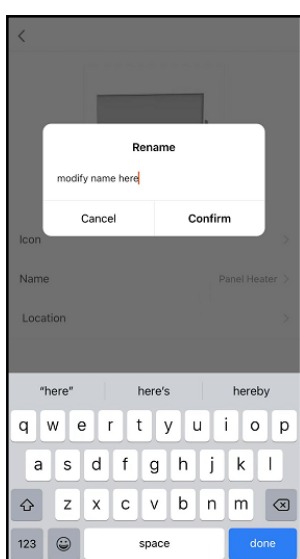 Rename
modify name here
Cancel Confirm
Icon
Name Panel Heater
Location
"here" here's hereby
q w e r t y u i o p
a s d f g h j k l
z x c v b n m
123 space done